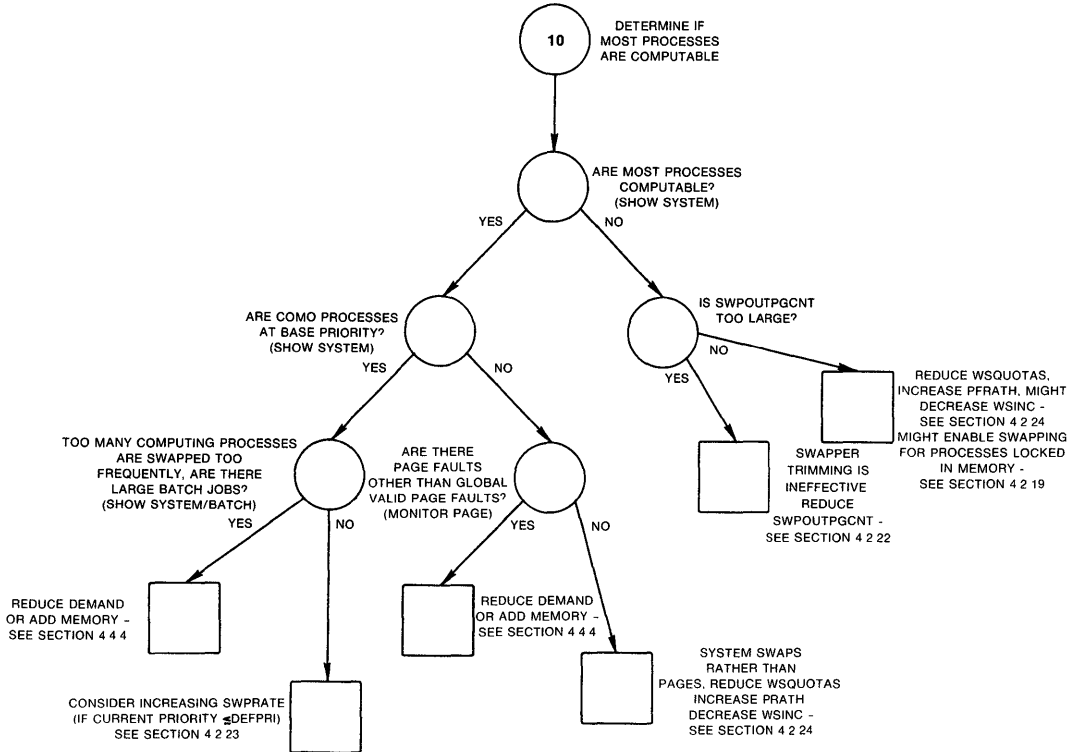 10
DETERMINE IF
MOST PROCESSES
ARE COMPUTABLE
ARE MOST PROCESSES
COMPUTABLE?
(SHOW SYSTEM)
YES
NO
ARE COMO PROCESSES
AT BASE PRIORITY?
(SHOW SYSTEM)
YES
NO
IS SWPOUTPGCNT
TOO LARGE?
YES
NO
TOO MANY COMPUTING PROCESSES
ARE SWAPPED TOO
FREQUENTLY, ARE THERE
LARGE BATCH JOBS?
(SHOW SYSTEM/BATCH)
YES
NO
ARE THERE
PAGE FAULTS
OTHER THAN GLOBAL
VALID PAGE FAULTS?
(MONITOR PAGE)
YES
NO
SWAPPER
TRIMMING IS
INEFFECTIVE
REDUCE
SWPOUTPGCNT -
SEE SECTION 4 2 22
REDUCE WSQUOTAS,
INCREASE PFRATH, MIGHT
DECREASE WSINC -
SEE SECTION 4 2 24
MIGHT ENABLE SWAPPING
FOR PROCESSES LOCKED
IN MEMORY -
SEE SECTION 4 2 19
REDUCE DEMAND
OR ADD MEMORY -
SEE SECTION 4 4 4
CONSIDER INCREASING SWPRATE
(IF CURRENT PRIORITY ≤DEFPRI)
SEE SECTION 4 2 23
REDUCE DEMAND
OR ADD MEMORY -
SEE SECTION 4 4 4
SYSTEM SWAPS
RATHER THAN
PAGES, REDUCE WSQUOTAS
INCREASE PRATH
DECREASE WSINC -
SEE SECTION 4 2 24